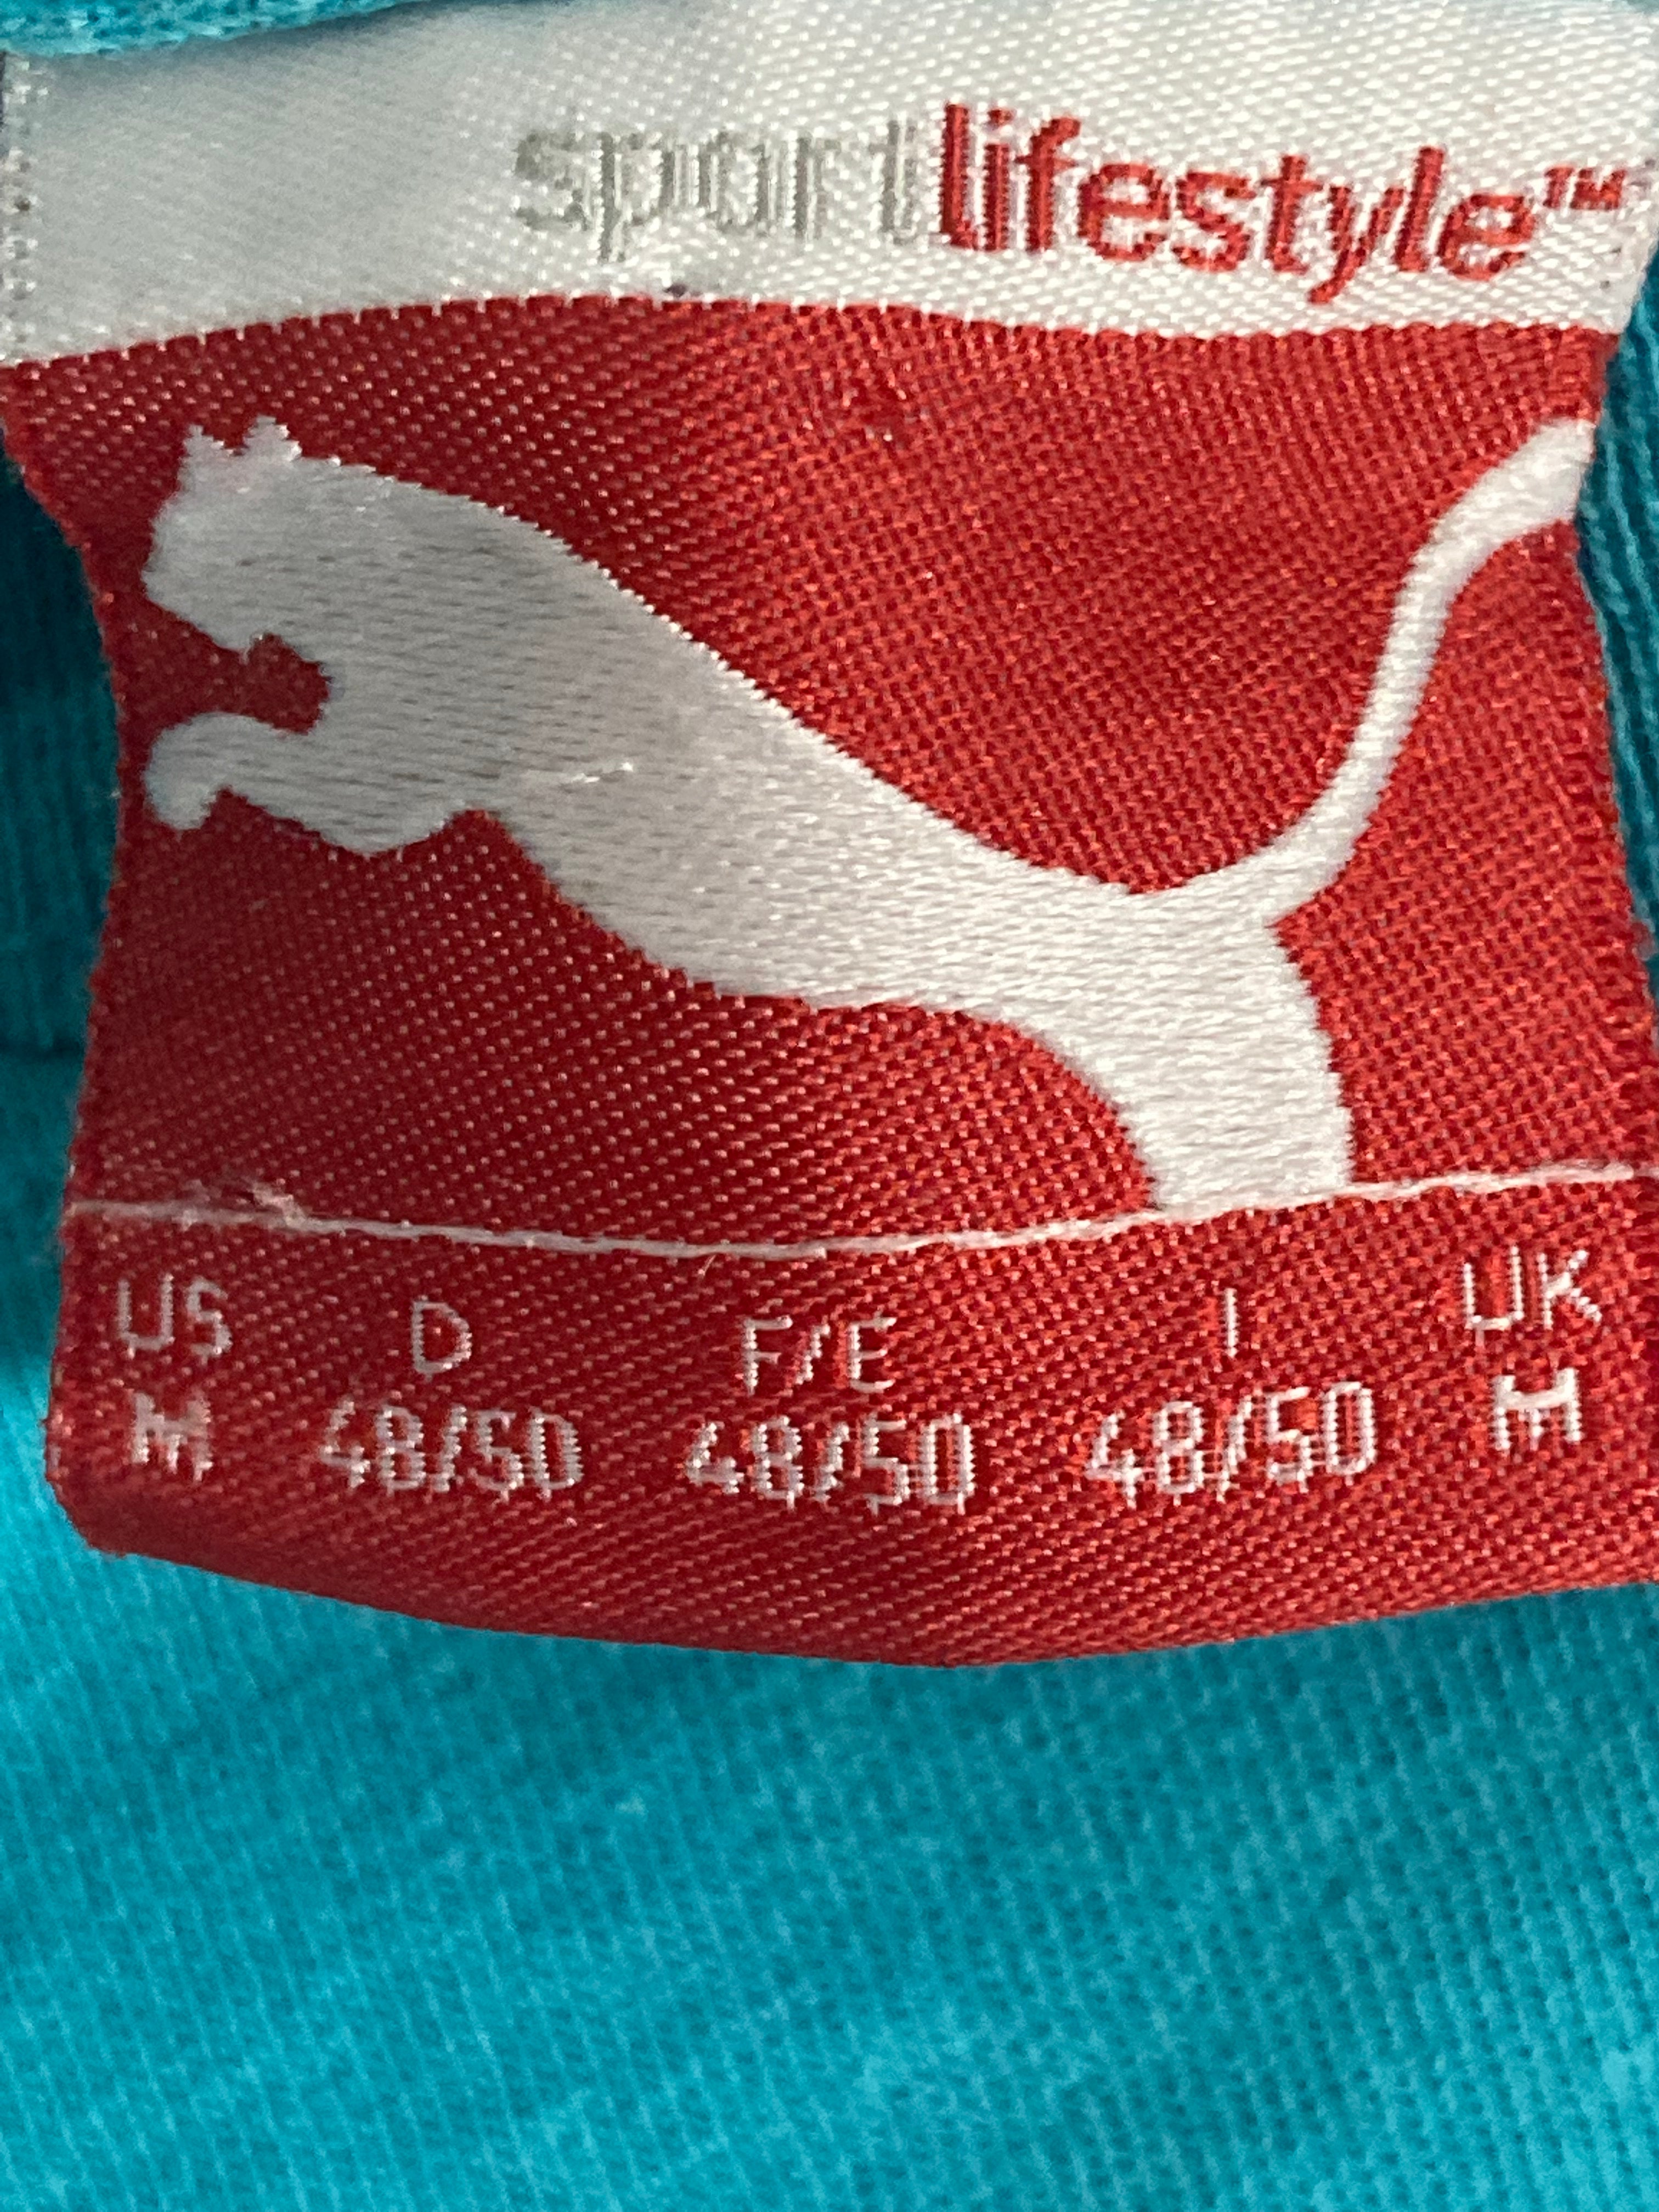 sportlifestyle™
US D F/E I UK
M 48/50 48/50 48/50 M